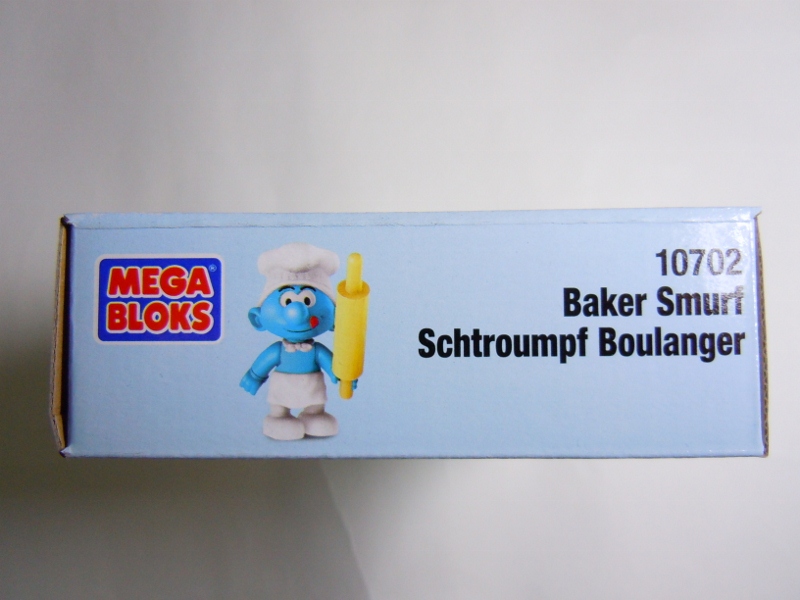 MEGA
BLOKS®
10702
Baker Smurf
Schtroumpf Boulanger